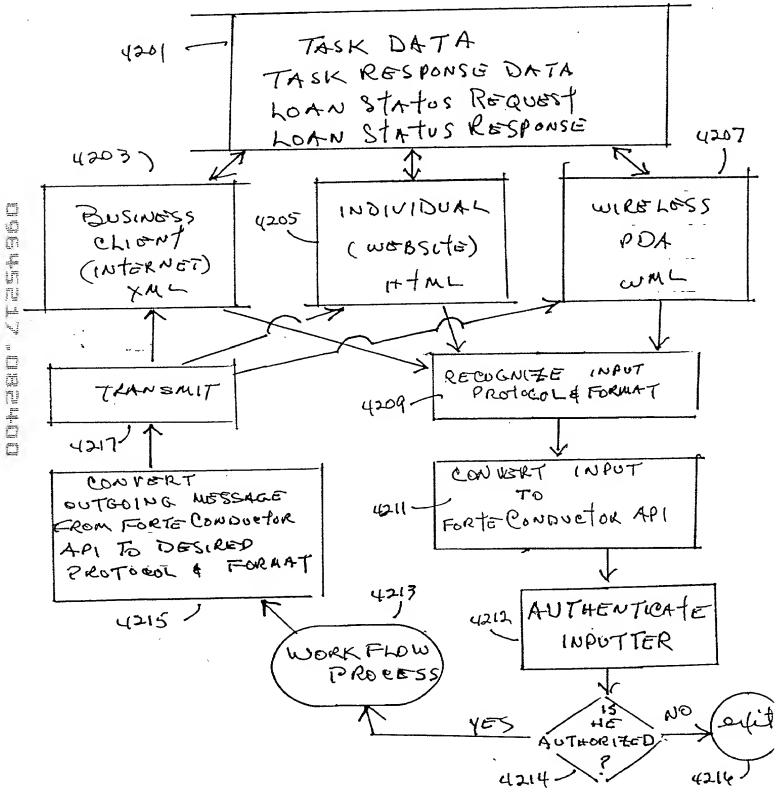 4201
TASK DATA
TASK RESPONSE DATA
LOAN STATUS REQUEST
LOAN STATUS RESPONSE
4203
4207
BUSINESS
CLIENT
(INTERNET)
XML
4205
INDIVIDUAL
(WEBSITE)
HTML
WIRELESS
PDA
WML
09645217.082400
TRANSMIT
4217
RECOGNIZE INPUT
PROTOCOL & FORMAT
4209
CONVERT
OUTGOING MESSAGE
FROM FORTE CONDUCTOR
API TO DESIRED
PROTOCOL & FORMAT
4215
CONVERT INPUT
TO
FORTE CONDUCTOR API
4211
4213
WORKFLOW
PROCESS
4212
AUTHENTICATE
INPUTTER
YES
IS
HE
AUTHORIZED
?
4214
NO
exit
4216